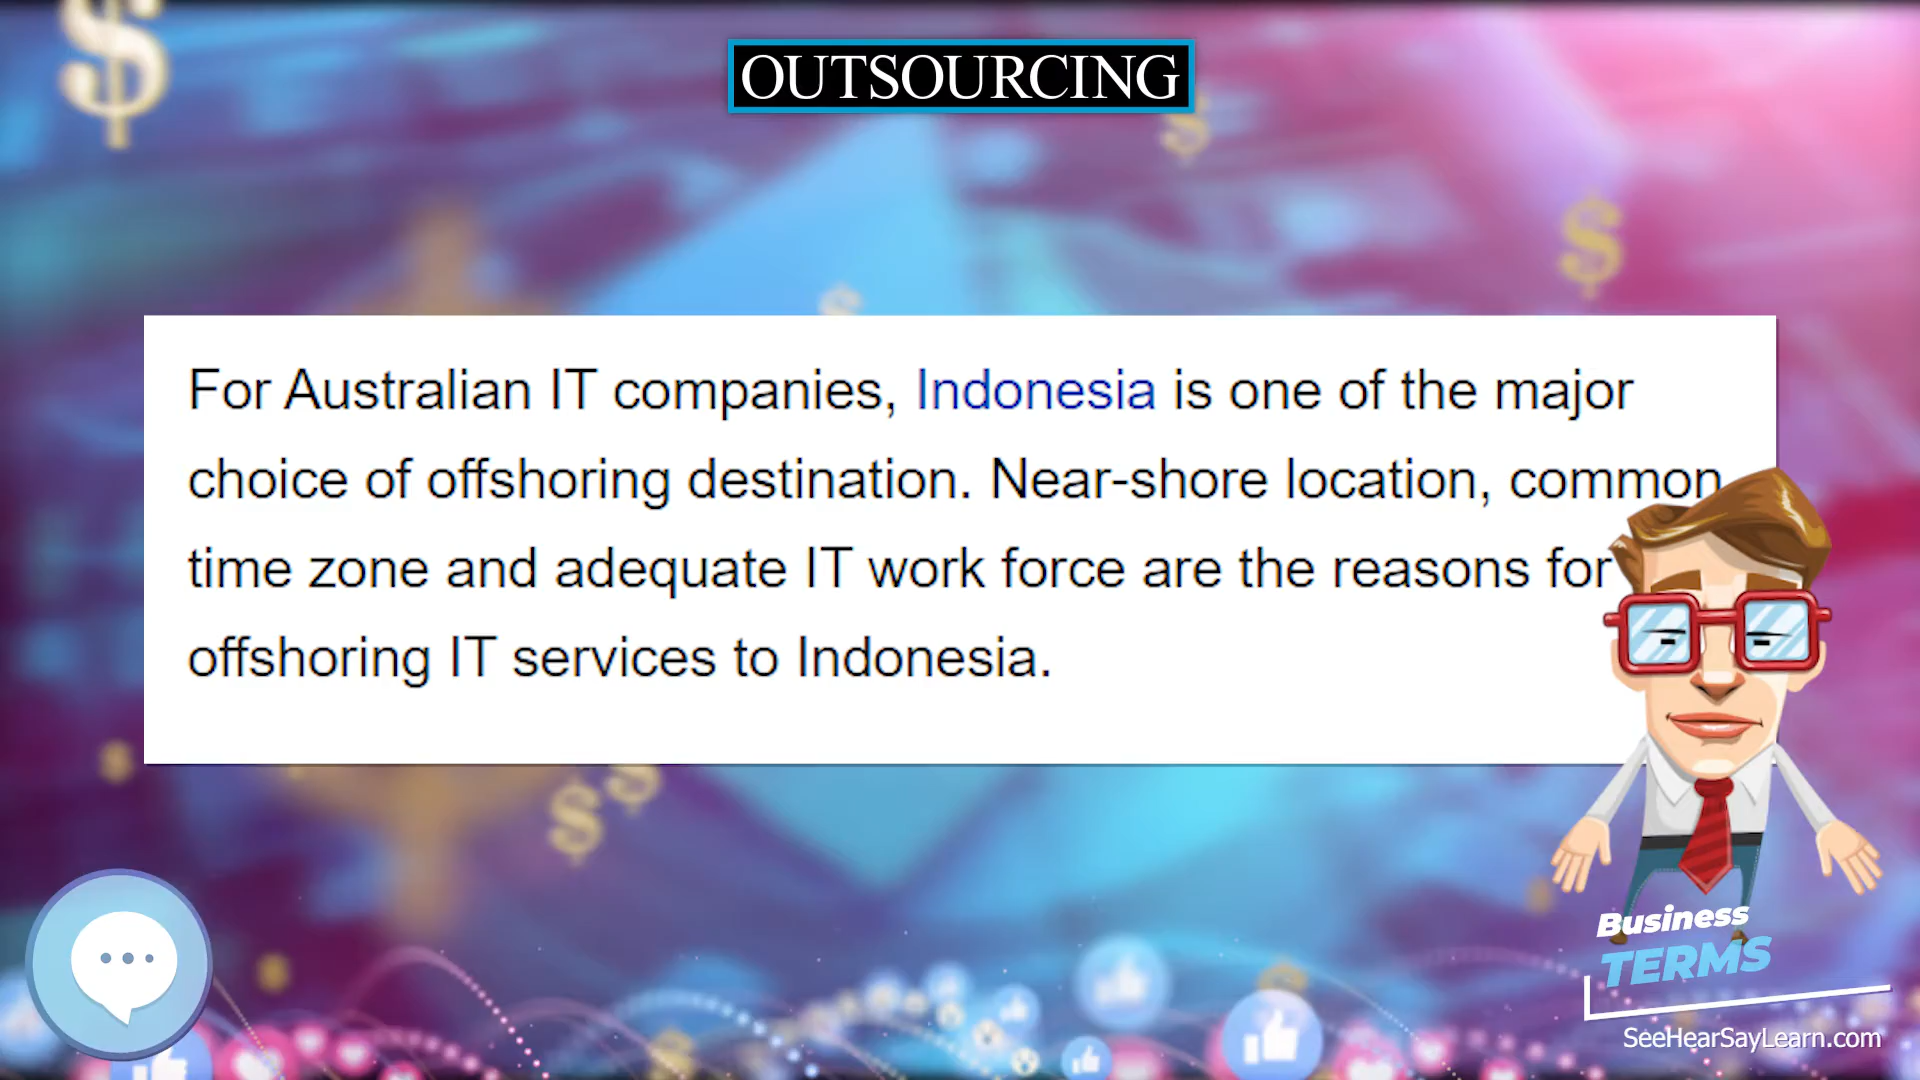 OUTSOURCING
For Australian IT companies, Indonesia is one of the major
choice of offshoring destination. Near-shore location, common
time zone and adequate IT work force are the reasons for
offshoring IT services to Indonesia.
Business
TERMS
SeeHearSayLearn.com